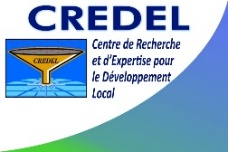 CREDEL
CREDEL
Centre de Recherche
et d'Expertise pour
le Développement
Local